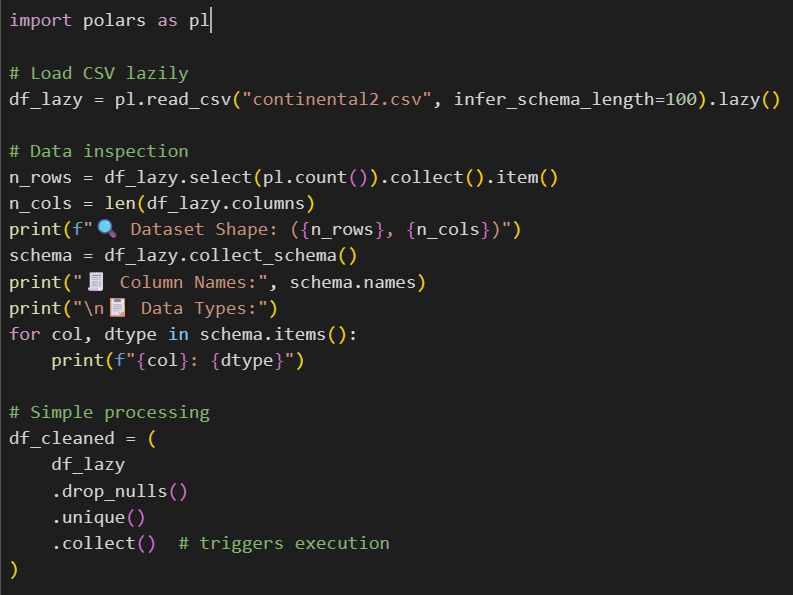 import polars as pl

# Load CSV lazily
df_lazy = pl.read_csv("continental2.csv", infer_schema_length=100).lazy()

# Data inspection
n_rows = df_lazy.select(pl.count()).collect().item()
n_cols = len(df_lazy.columns)
print(f"🔍 Dataset Shape: ({n_rows}, {n_cols})")
schema = df_lazy.collect_schema()
print("🧾 Column Names:", schema.names)
print("\n📋 Data Types:")
for col, dtype in schema.items():
    print(f"{col}: {dtype}")

# Simple processing
df_cleaned = (
    df_lazy
    .drop_nulls()
    .unique()
    .collect()  # triggers execution
)